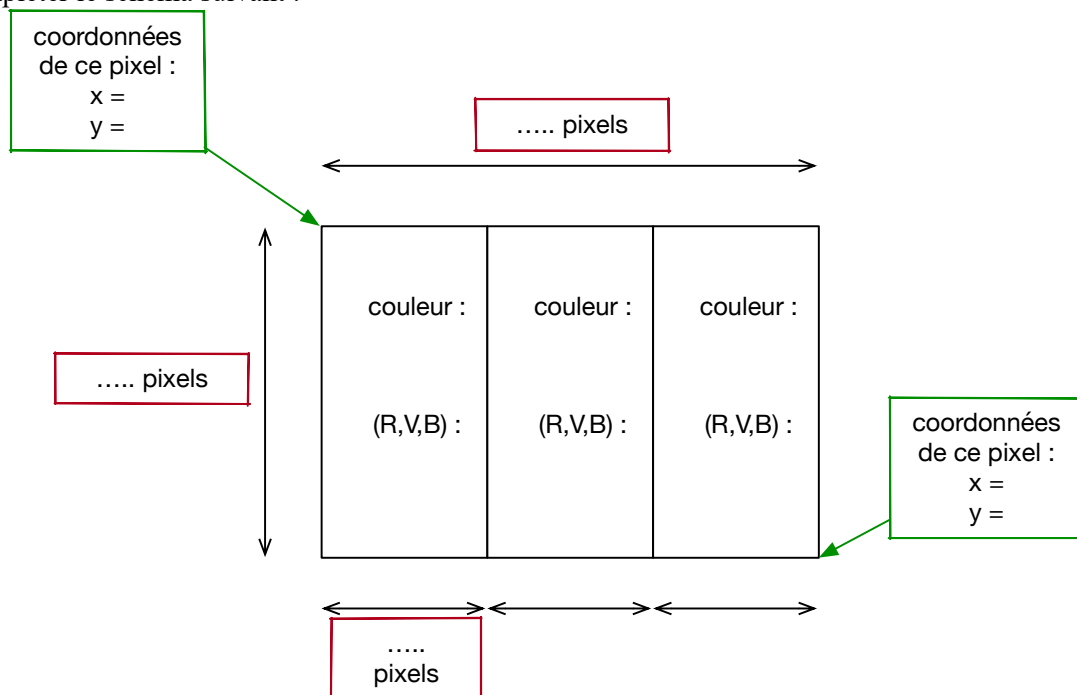 coordonnées
de ce pixel :
x =
y =
….. pixels
….. pixels
couleur :
couleur :
couleur :
(R,V,B) :
(R,V,B) :
(R,V,B) :
coordonnées
de ce pixel :
x =
y =
…..
pixels